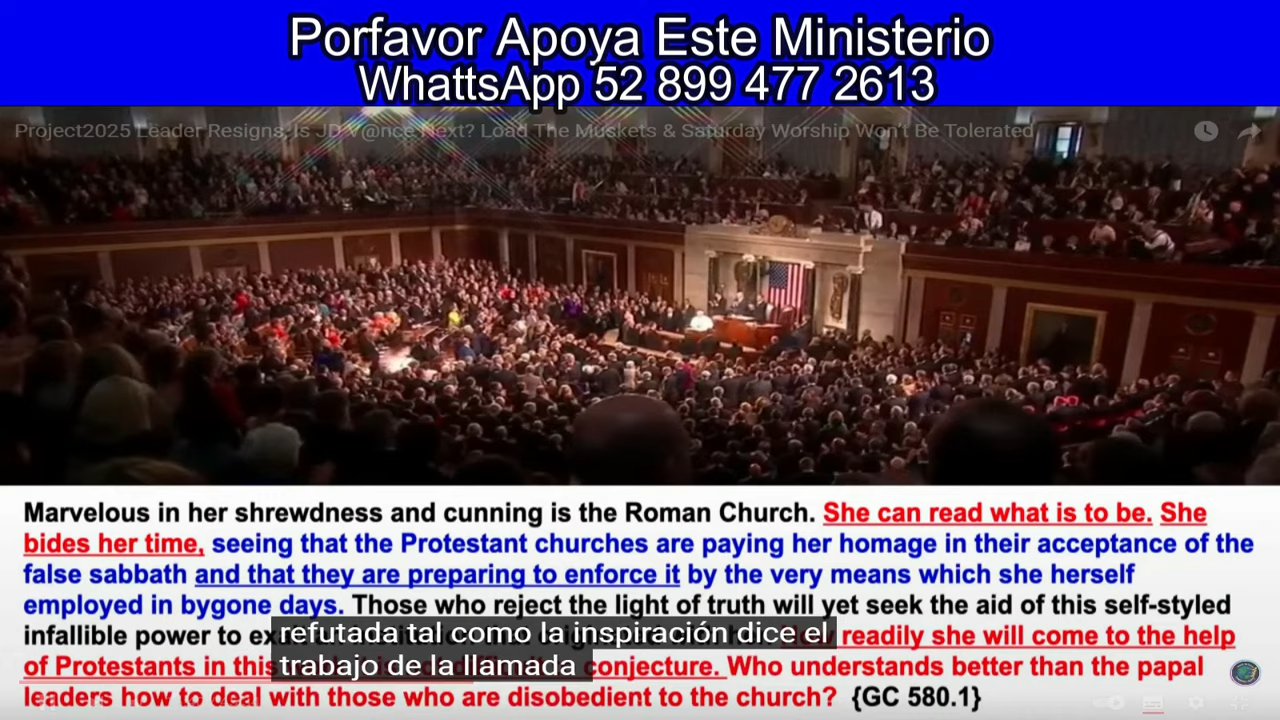 Porfavor Apoya Este Ministerio
WhattsApp 52 899 477 2613
Project2025 Leader Resigns, Is JD V@nce Next? Load The Muskets & Saturday Worship Won't Be Tolerated
Marvelous in her shrewdness and cunning is the Roman Church. She can read what is to be. She
bides her time, seeing that the Protestant churches are paying her homage in their acceptance of the
false sabbath and that they are preparing to enforce it by the very means which she herself
employed in bygone days. Those who reject the light of truth will yet seek the aid of this self-styled
infallible power to readily she will come to the help
of Protestants in this conjecture. Who understands better than the papal
leaders how to deal with those who are disobedient to the church? {GC 580.1}
refutada tal como la inspiración dice el
trabajo de la llamada